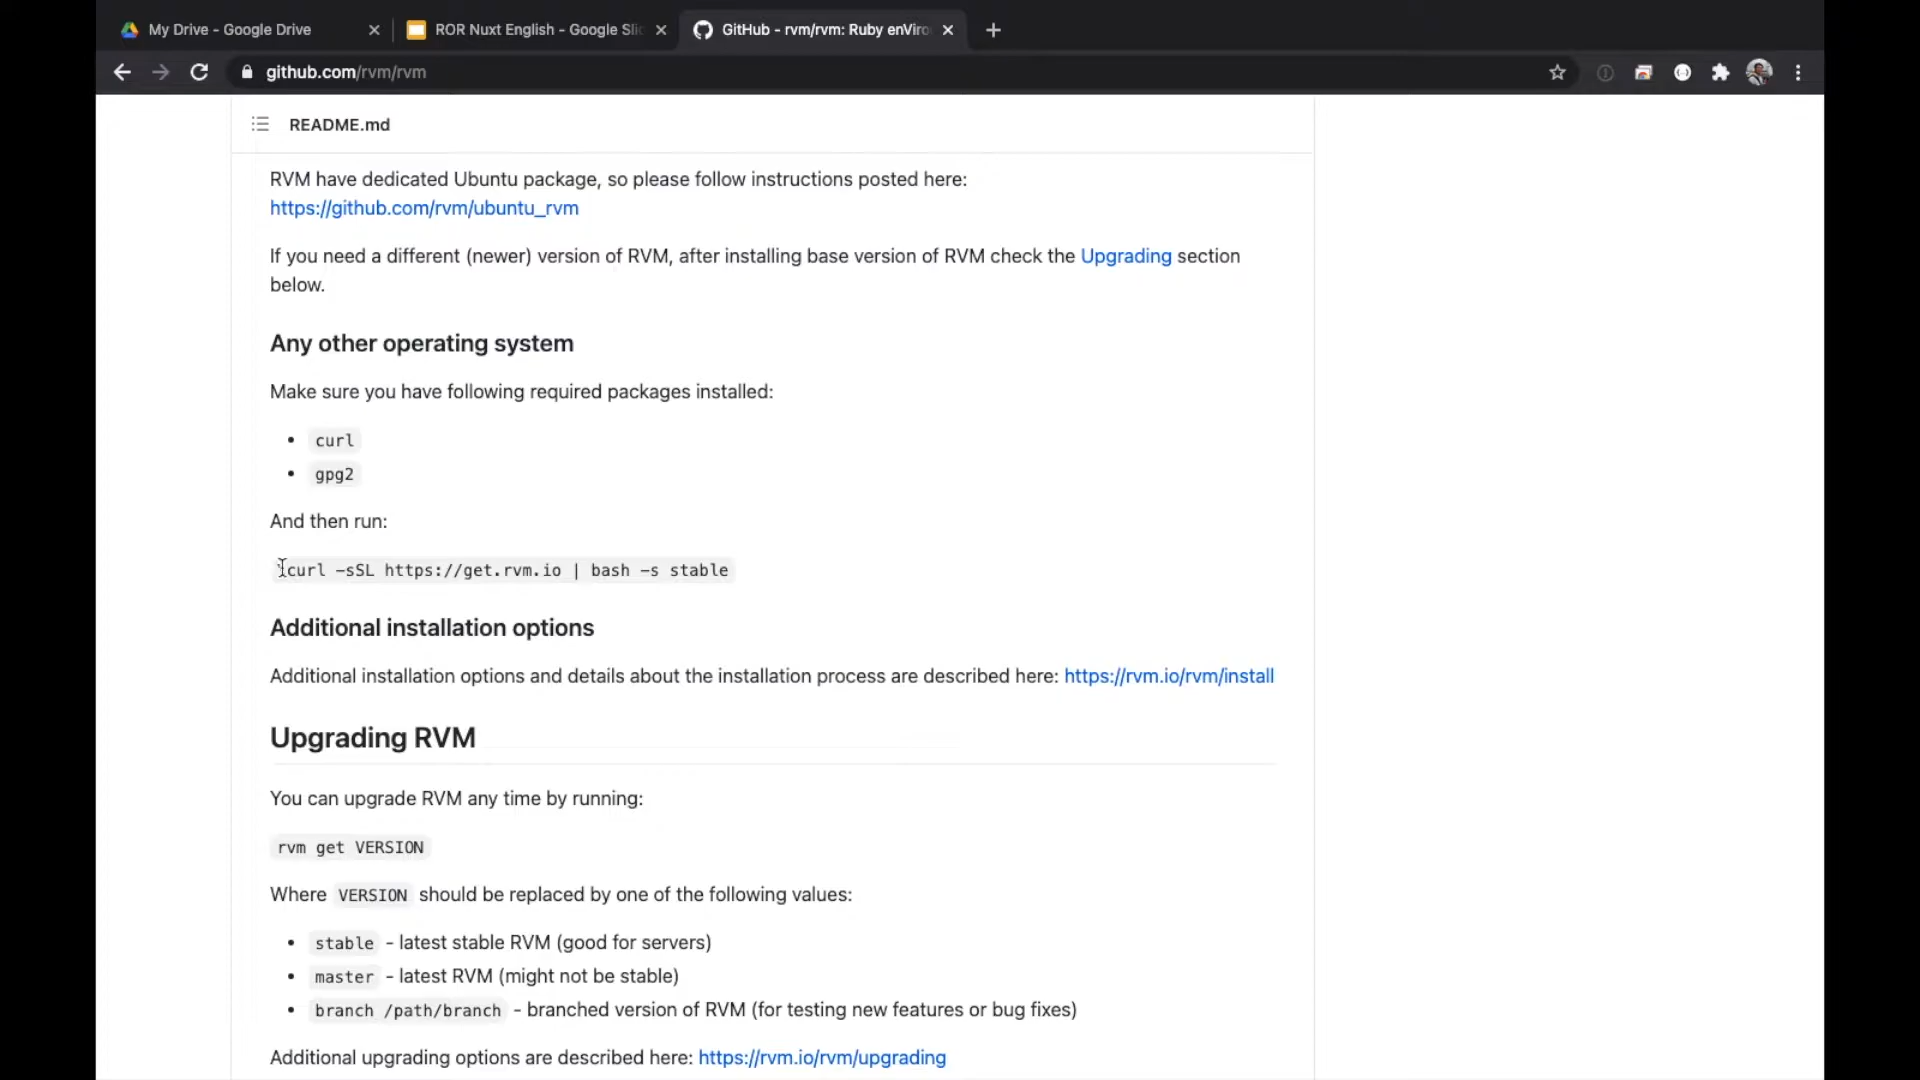 My Drive - Google Drive
ROR Nuxt English - Google Slid
GitHub - rvm/rvm: Ruby enViro
github.com/rvm/rvm
README.md
RVM have dedicated Ubuntu package, so please follow instructions posted here:
https://github.com/rvm/ubuntu_rvm
If you need a different (newer) version of RVM, after installing base version of RVM check the Upgrading section
below.
Any other operating system
Make sure you have following required packages installed:
• curl
• gpg2
And then run:
\curl -sSL https://get.rvm.io | bash -s stable
Additional installation options
Additional installation options and details about the installation process are described here: https://rvm.io/rvm/install
Upgrading RVM
You can upgrade RVM any time by running:
rvm get VERSION
Where VERSION should be replaced by one of the following values:
• stable - latest stable RVM (good for servers)
• master - latest RVM (might not be stable)
• branch /path/branch - branched version of RVM (for testing new features or bug fixes)
Additional upgrading options are described here: https://rvm.io/rvm/upgrading